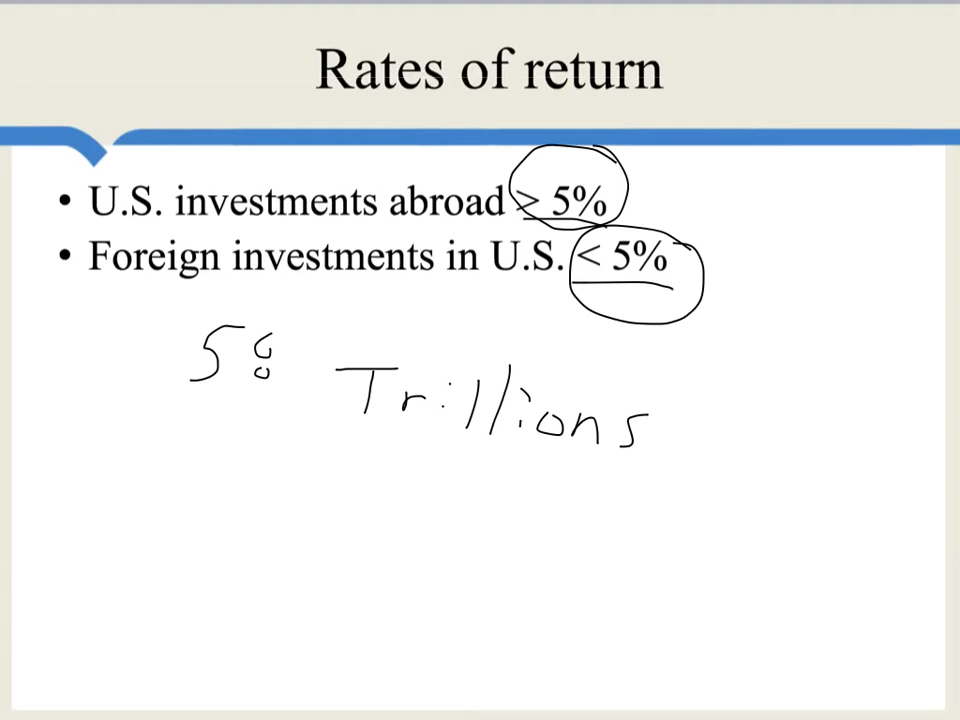 Rates of return
• U.S. investments abroad > 5%
• Foreign investments in U.S. < 5%
Trillions